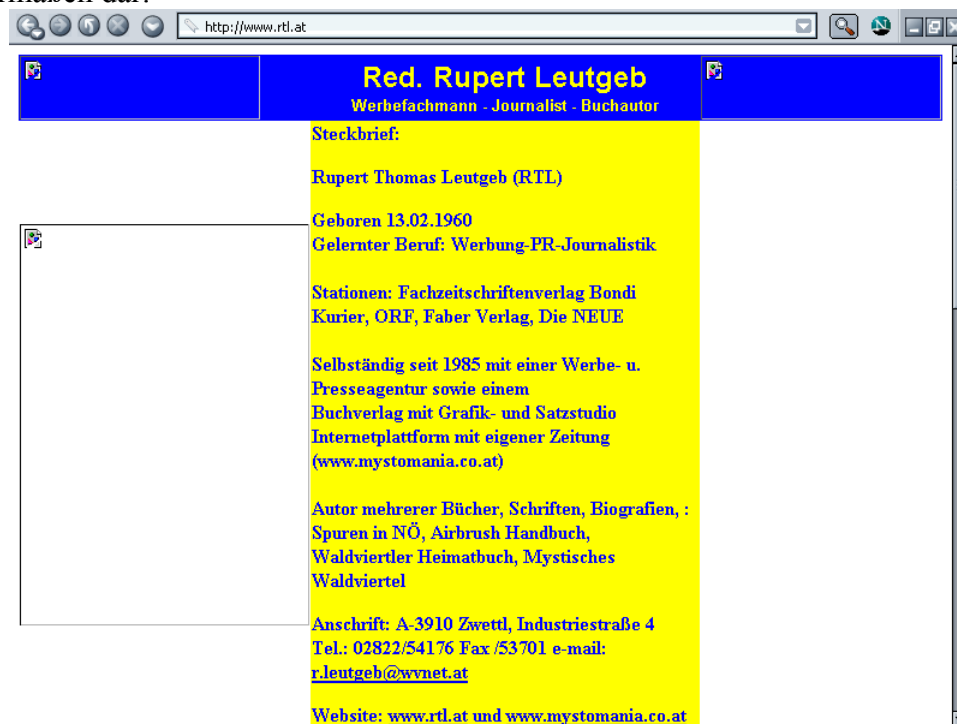 http://www.rtl.at
Red. Rupert Leutgeb
Werbefachmann - Journalist - Buchautor
Steckbrief:
Rupert Thomas Leutgeb (RTL)
Geboren 13.02.1960
Gelernter Beruf: Werbung-PR-Journalistik
Stationen: Fachzeitschriftenverlag Bondi
Kurier, ORF, Faber Verlag, Die NEUE
Selbständig seit 1985 mit einer Werbe- u.
Presseagentur sowie einem
Buchverlag mit Grafik- und Satzstudio
Internetplattform mit eigener Zeitung
(www.mystomania.co.at)
Autor mehrerer Bücher, Schriften, Biografien, :
Spuren in NÖ, Airbrush Handbuch,
Waldviertler Heimatbuch, Mystisches
Waldviertel
Anschrift: A-3910 Zwettl, Industriestraße 4
Tel.: 02822/54176 Fax /53701 e-mail:
r.leutgeb@wvnet.at
Website: www.rtl.at und www.mystomania.co.at